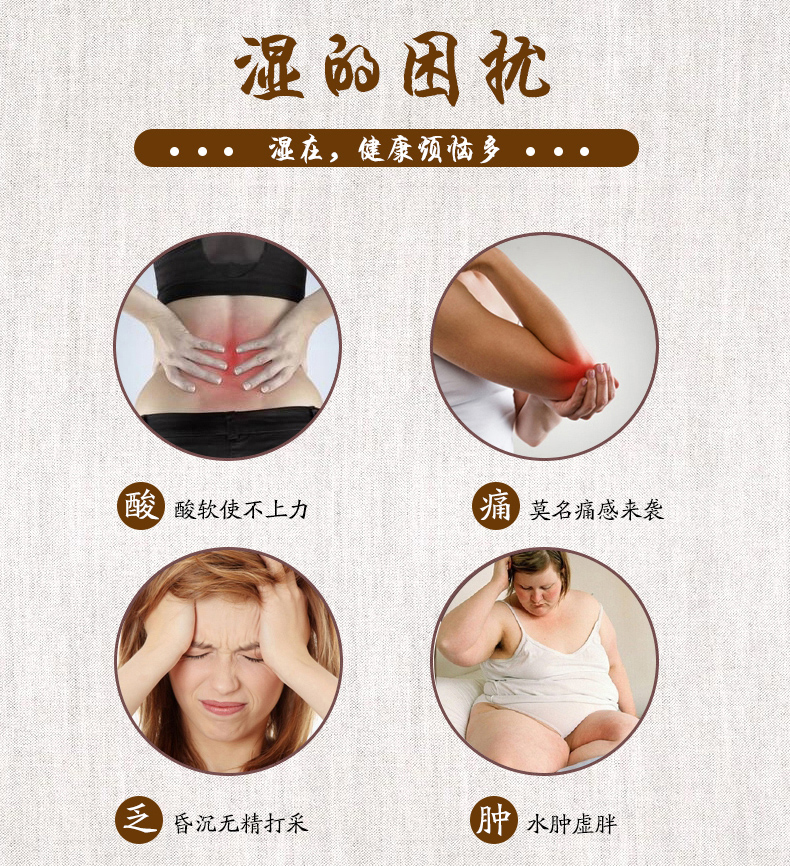 湿的困扰
湿在，健康烦恼多
酸 酸软使不上力
痛 莫名痛感来袭
乏 昏沉无精打采
肿 水肿虚胖